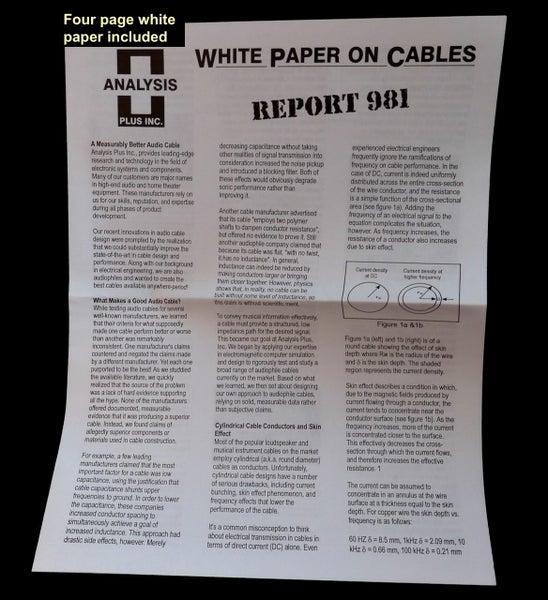 Four page white
paper included
ANALYSIS
PLUS INC.
WHITE PAPER ON CABLES
REPORT 981
A Measurably Better Audio Cable
Analysis Plus Inc., provides leading-edge
research and technology in the field of
electronic systems and components.
Many of our customers are major names
in high-end audio and home theater
equipment. These manufacturers rely on
us for our skills, reputation, and expertise
during all phases of product
development.
Our recent innovations in audio cable
design were prompted by the realization
that we could substantially improve the
state-of-the-art in cable design and
performance. Along with our background
in electrical engineering, we are also
audiophiles and wanted to create the
best cables available anywhere-period!
What Makes a Good Audio Cable?
While testing audio cables for several
well-known manufacturers, we learned
that their criteria for what supposedly
made one cable perform better or worse
than another was remarkably
inconsistent. One manufacturer's claims
countered and negated the claims made
by a different manufacturer. Yet each one
purported to be the best! As we studied
the available literature, we quickly
realized that the source of the problem
was a lack of hard evidence supporting
all the hype. None of the manufacturers
offered documented, measurable
evidence that it was producing a superior
cable. Instead, we found claims of
allegedly superior components or
materials used in cable construction.
For example, a few leading
manufacturers claimed that the most
important factor for a cable was low
capacitance, using the justification that
cable capacitance shunts upper
frequencies to ground. In order to lower
the capacitance, these companies
increased conductor spacing to
simultaneously achieve a goal of
increased inductance. This approach had
drastic side effects, however. Merely
decreasing capacitance without taking
other realities of signal transmission into
consideration increased the noise pickup
and introduced a blocking filter. Both of
these effects would obviously degrade
sonic performance rather than
improving it.
Another cable manufacturer advertised
that its cable "employs two polymer
shafts to dampen conductor resistance",
but offered no evidence to prove it. Still
another audiophile company claimed that
because its cable was flat, "with no twist,
it has no inductance". In general,
inductance can indeed be reduced by
making conductors larger or bringing
them closer together. However, physics
shows that, in reality, no cable can be
built without some level of inductance, so
this claim is without scientific merit.
To convey musical information effectively,
a cable must provide a structured, low
impedance path for the desired signal.
This became our goal at Analysis Plus,
Inc. We began by applying our expertise
in electromagnetic computer simulation
and design to rigorously test and study a
broad range of audiophile cables
currently on the market. Based on what
we learned, we then set about designing
our own approach to audiophile cables,
relying on solid, measurable data rather
than subjective claims.
Cylindrical Cable Conductors and Skin
Effect
Most of the popular loudspeaker and
musical instrument cables on the market
employ cylindrical (a.k.a. round diameter)
cables as conductors. Unfortunately,
cylindrical cable designs have a number
of serious drawbacks, including current
bunching, skin effect phenomenon, and
frequency effects that lower the
performance of the cable.
It's a common misconception to think
about electrical transmission in cables in
terms of direct current (DC) alone. Even
experienced electrical engineers
frequently ignore the ramifications of
frequency on cable performance. In the
case of DC, current is indeed uniformly
distributed across the entire cross-section
of the wire conductor, and the resistance
is a simple function of the cross-sectional
area (see figure 1a). Adding the
frequency of an electrical signal to the
equation complicates the situation,
however. As frequency increases, the
resistance of a conductor also increases
due to skin effect.
Current density
at DC
Current density at
higher frequency
Figure 1a &1b
Figure 1a (left) and 1b (right) is of a
round cable showing the effect of skin
depth where Rw is the radius of the wire
and δ is the skin depth. The shaded
region represents the current density.
Skin effect describes a condition in which,
due to the magnetic fields produced by
current flowing through a conductor, the
current tends to concentrate near the
conductor surface (see figure 1b). As the
frequency increases, more of the current
is concentrated closer to the surface.
This effectively decreases the cross-
section through which the current flows,
and therefore increases the effective
resistance. 1
The current can be assumed to
concentrate in an annulus at the wire
surface at a thickness equal to the skin
depth. For copper wire the skin depth vs.
frequency is as follows:
60 HZ δ = 8.5 mm, 1kHz δ = 2.09 mm, 10
kHz δ = 0.66 mm, 100 kHz δ = 0.21 mm